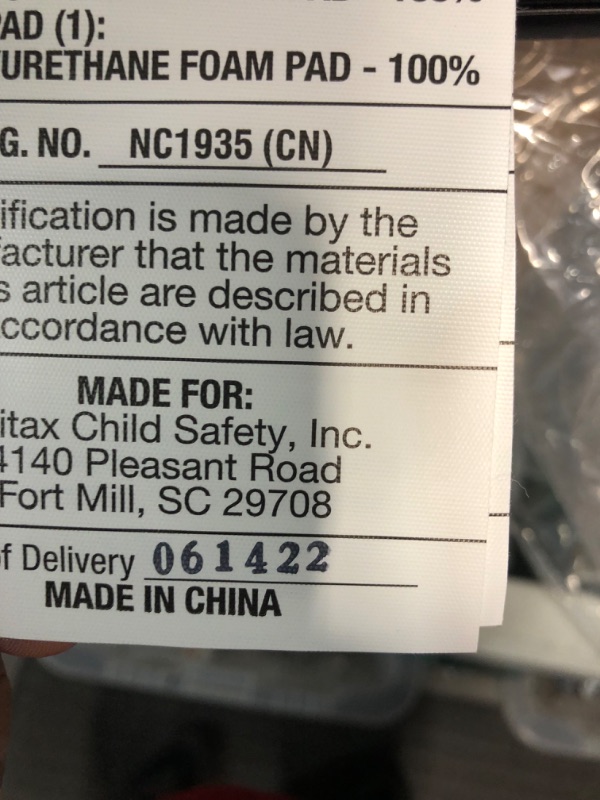 AD (1):
URETHANE FOAM PAD - 100%
G. NO. NC1935 (CN)
ification is made by the
acturer that the materials
s article are described in
ccordance with law.
MADE FOR:
itax Child Safety, Inc.
4140 Pleasant Road
Fort Mill, SC 29708
f Delivery 061422
MADE IN CHINA